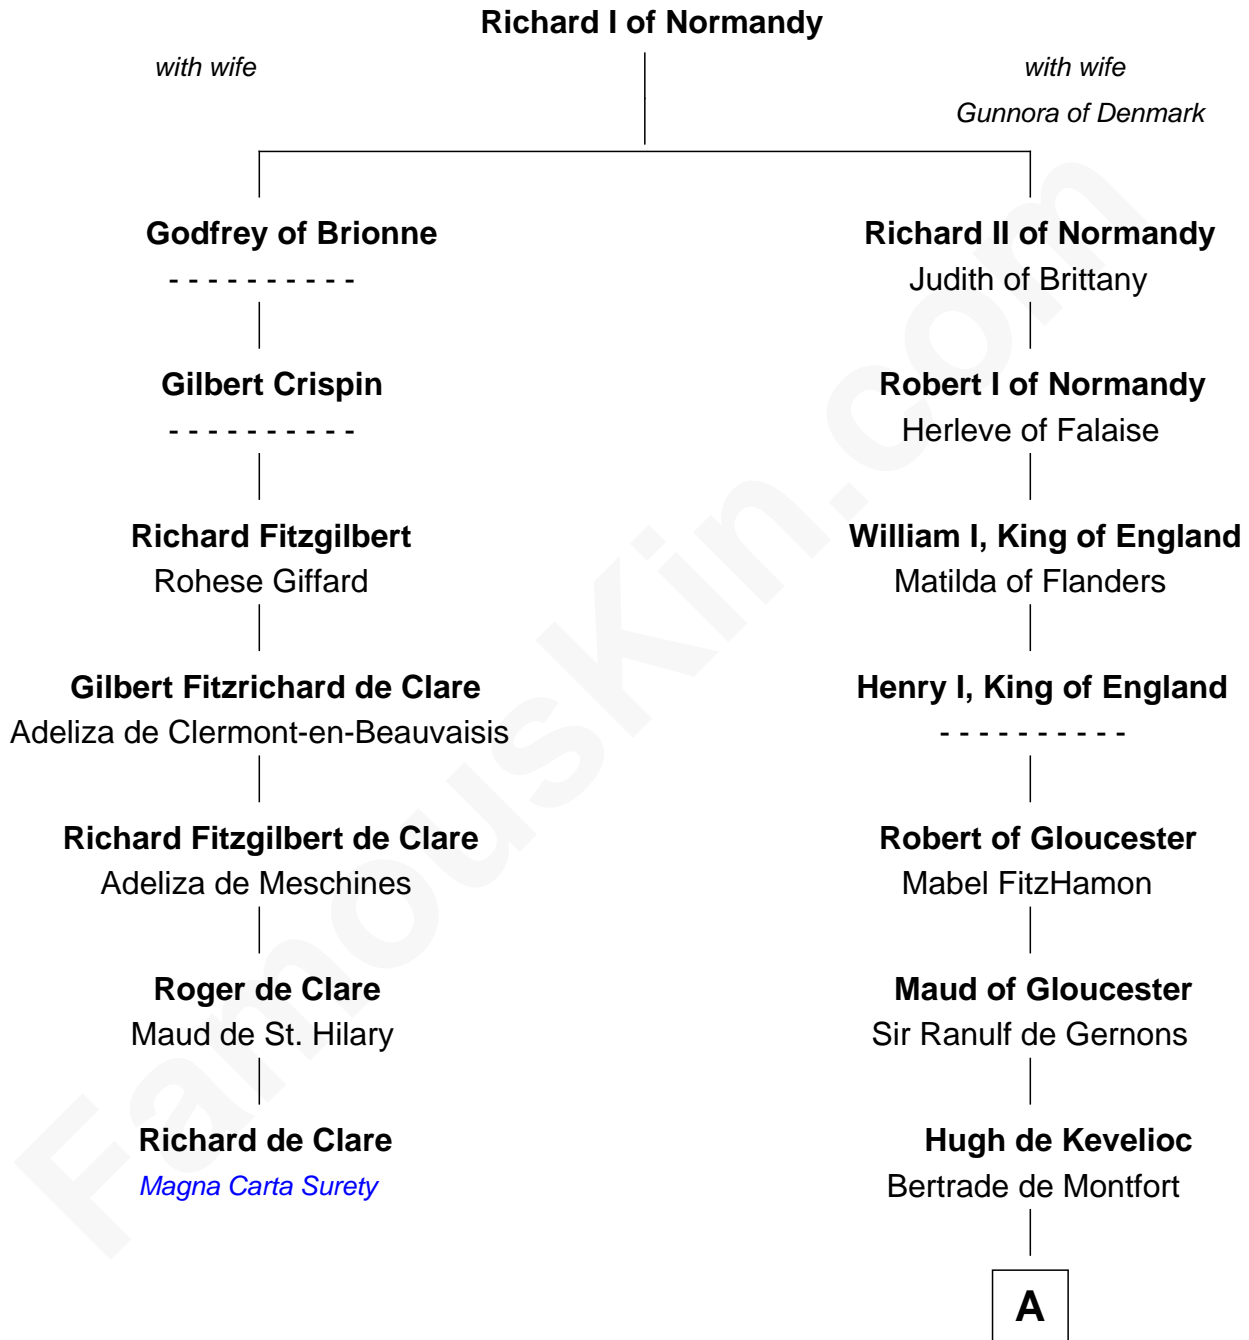 Richard I of Normandy
with wife
with wife
Gunnora of Denmark
Godfrey of Brionne
- - - - - - - - - -
Richard II of Normandy
Judith of Brittany
Gilbert Crispin
- - - - - - - - - -
Robert I of Normandy
Herleve of Falaise
Richard Fitzgilbert
Rohese Giffard
William I, King of England
Matilda of Flanders
Gilbert Fitzrichard de Clare
Adeliza de Clermont-en-Beauvaisis
Henry I, King of England
- - - - - - - - - -
Richard Fitzgilbert de Clare
Adeliza de Meschines
Robert of Gloucester
Mabel FitzHamon
Roger de Clare
Maud de St. Hilary
Maud of Gloucester
Sir Ranulf de Gernons
Richard de Clare
Magna Carta Surety
Hugh de Kevelioc
Bertrade de Montfort
A
FamousKin.com